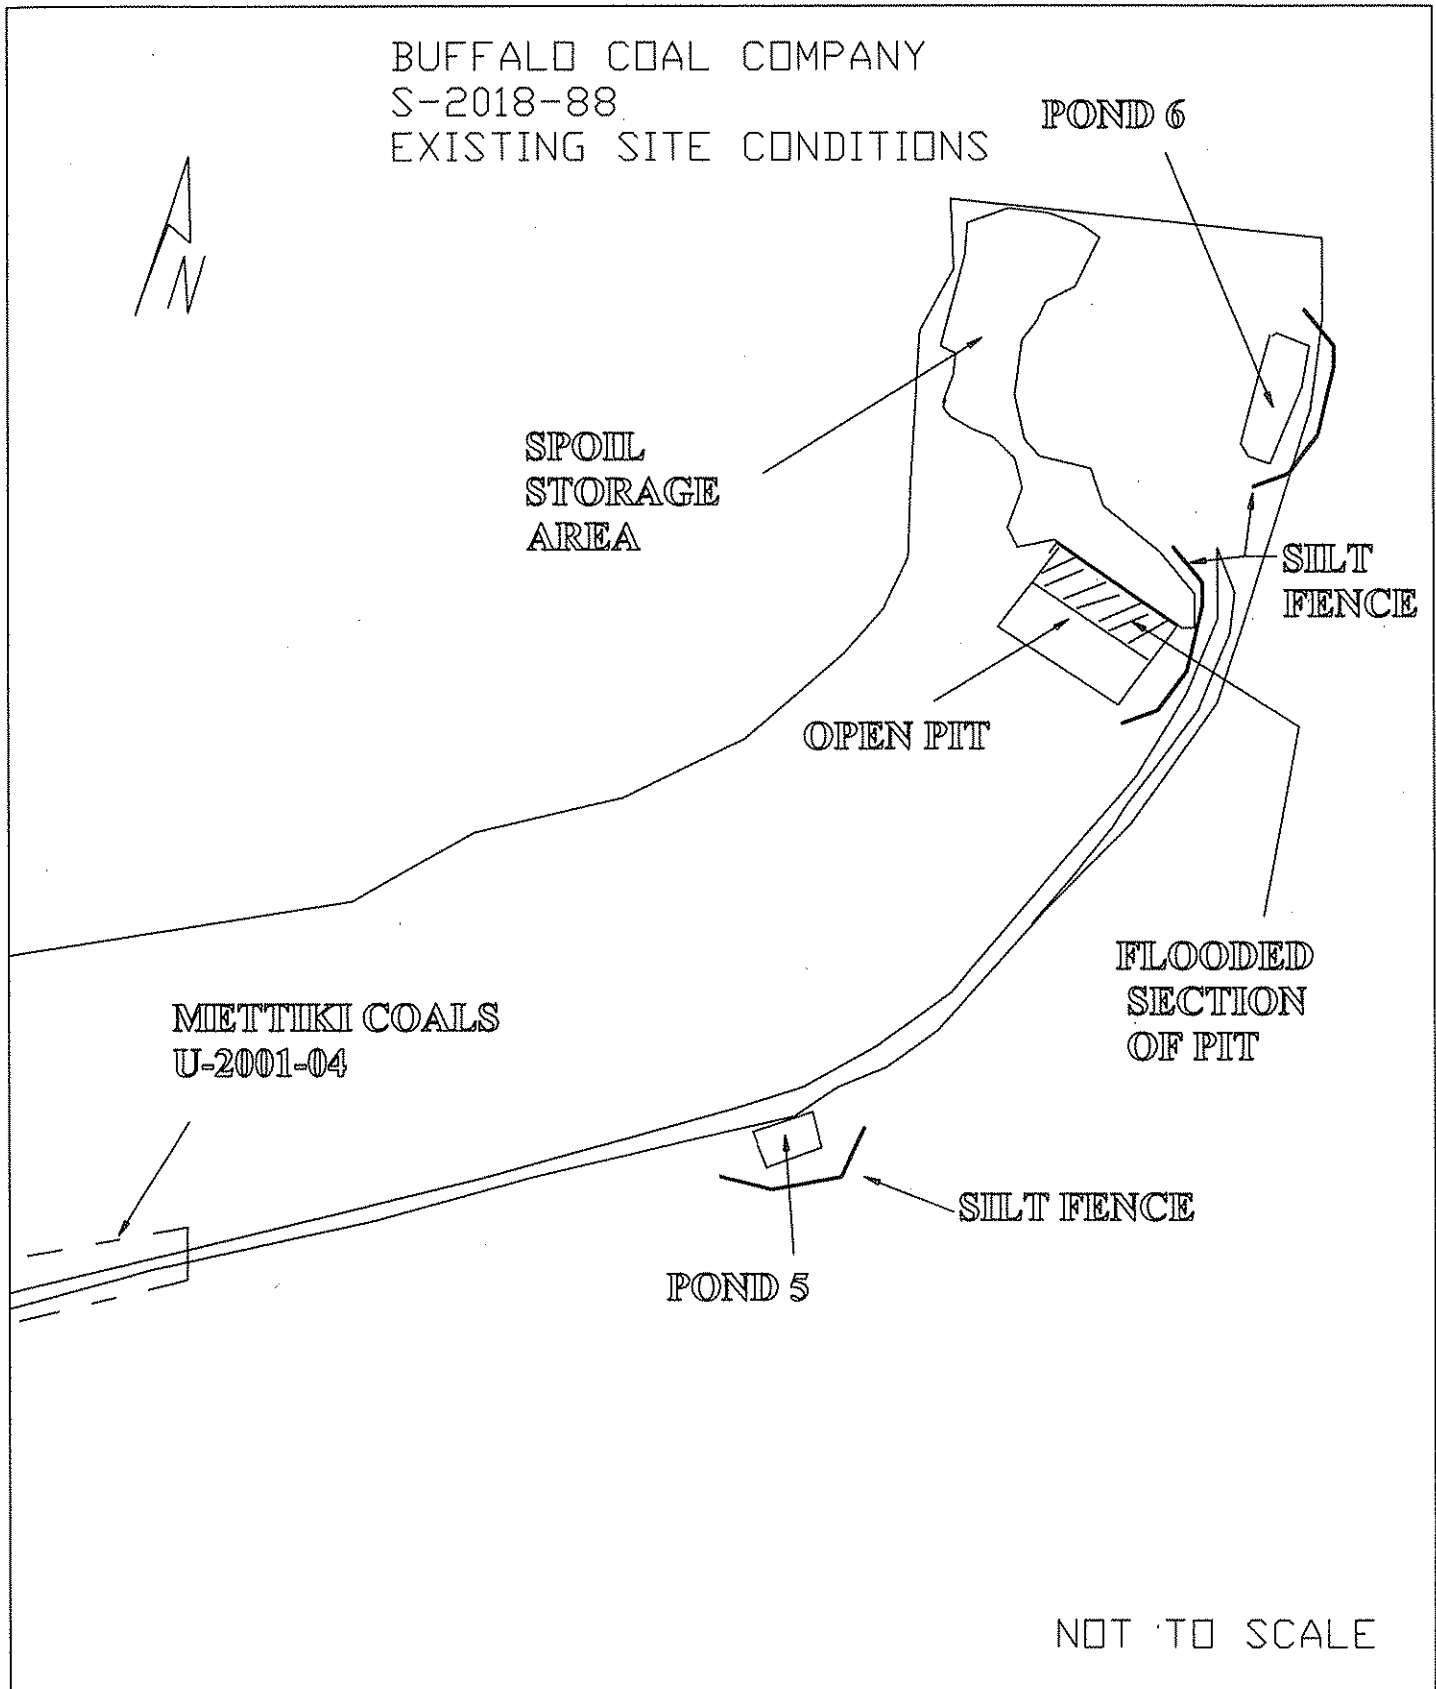 BUFFALO COAL COMPANY
S-2018-88
EXISTING SITE CONDITIONS
POND 6
N
SPOIL
STORAGE
AREA
SILT
FENCE
OPEN PIT
FLOODED
SECTION
OF PIT
METTIKI COALS
U-2001-04
SILT FENCE
POND 5
NOT TO SCALE